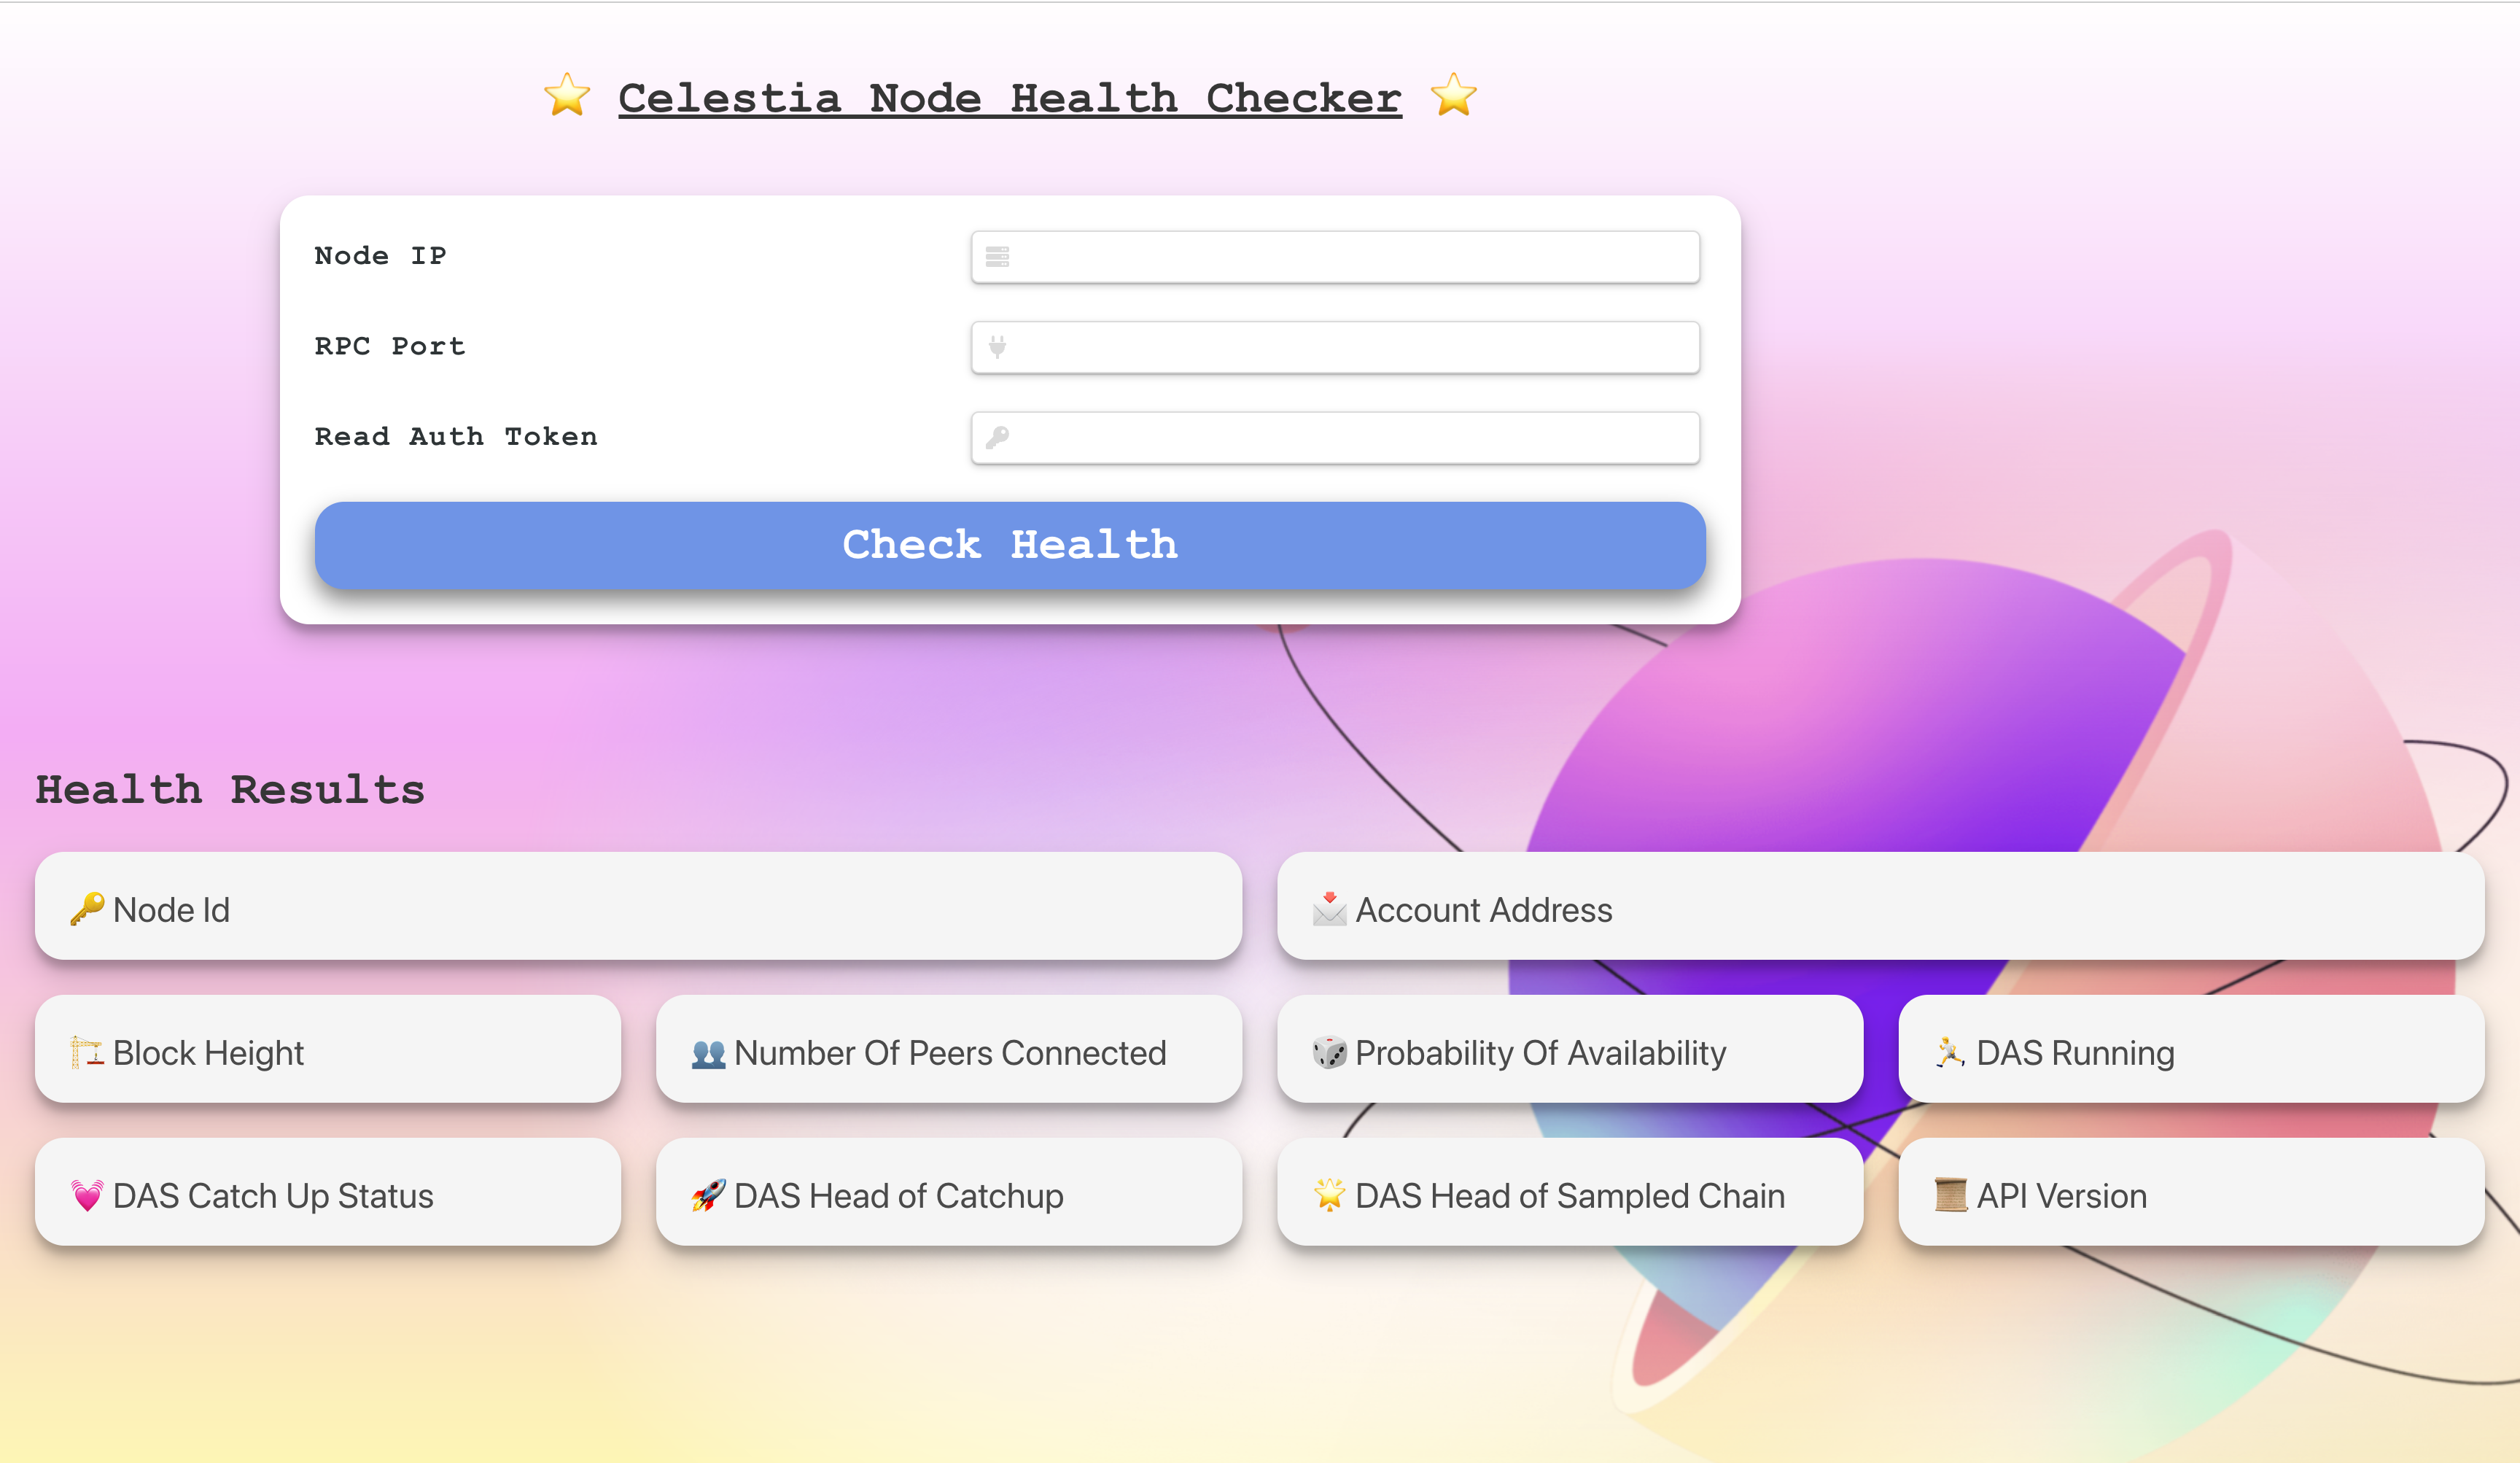 ⭐ Celestia Node Health Checker ⭐
Node IP
RPC Port
Read Auth Token
Check Health
Health Results
🔑 Node Id
📩 Account Address
🏗️ Block Height
👥 Number Of Peers Connected
🎲 Probability Of Availability
🏃 DAS Running
💓 DAS Catch Up Status
🚀 DAS Head of Catchup
🌟 DAS Head of Sampled Chain
📜 API Version